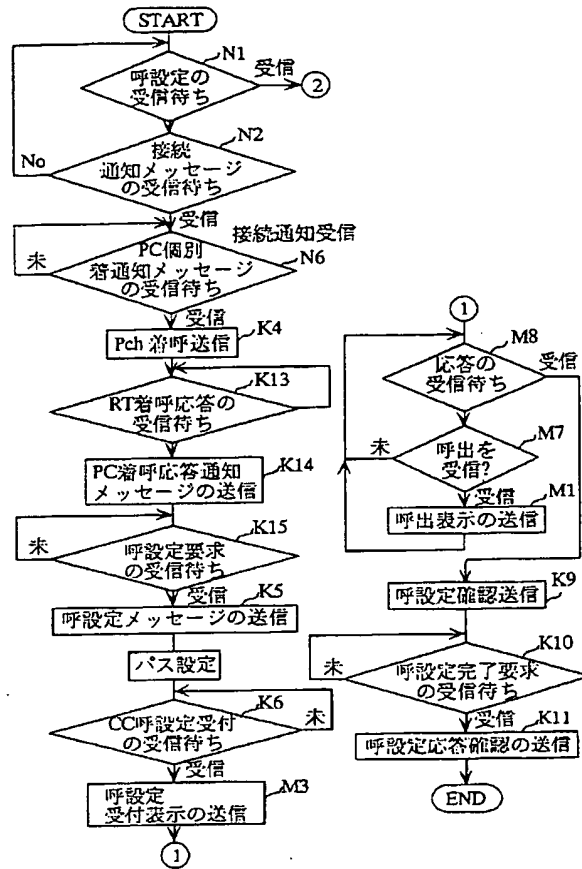 START
N1
呼設定の
受信待ち
受信
2
N2
接続
通知メッセージ
の受信待ち
No
受信
接続通知受信
N6
PC個別
着通知メッセージ
の受信待ち
未
受信
K4
Pch 着呼送信
K13
RT着呼応答の
受信待ち
K14
PC着呼応答通知
メッセージの送信
K15
未
呼設定要求
の受信待ち
受信
K5
呼設定メッセージの送信
パス設定
K6
CC呼設定受付
の受信待ち
未
受信
M3
呼設定
受付表示の送信
1
1
M8
応答の
受信待ち
受信
M7
呼出を
受信?
未
受信
M1
呼出表示の送信
K9
呼設定確認送信
K10
未
呼設定完了要求
の受信待ち
受信
K11
呼設定応答確認の送信
END